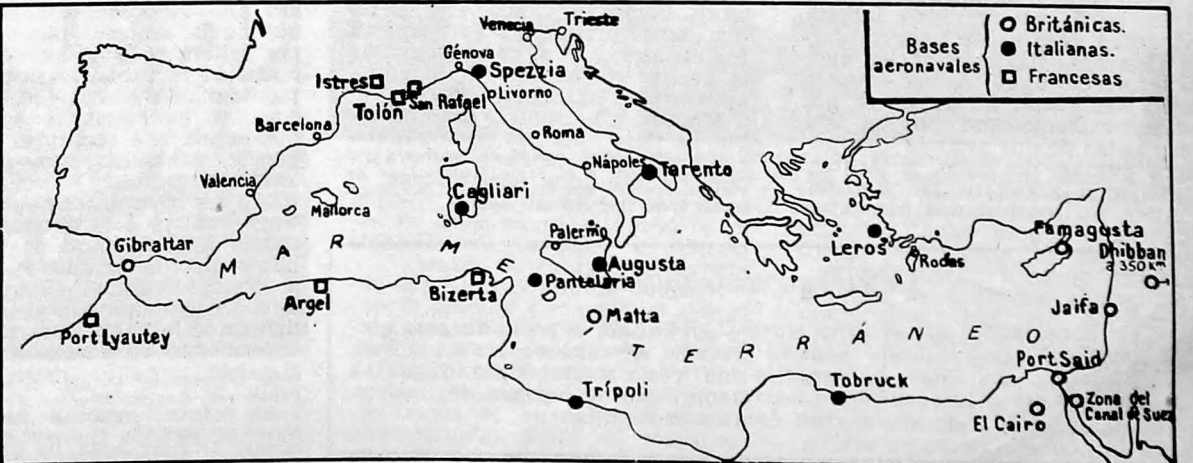 Bases
aeronavales
Británicas.
Italianas.
Francesas
Venecia
Trieste
Génova
Spezzia
Livorno
Istres
Tolón
San Rafael
Barcelona
Roma
Valencia
Mallorca
Cagliari
Nápoles
Tarento
Gibraltar
Palermo
Augusta
Pantelaria
Leros
Rodas
Famagusta
Dhibban
a 350 km
Port Lyautey
Argel
Bizerta
Malta
Jaifa
MAR MEDITERRÁNEO
Port Said
Trípoli
Tobruck
El Cairo
Zona del
Canal de Suez